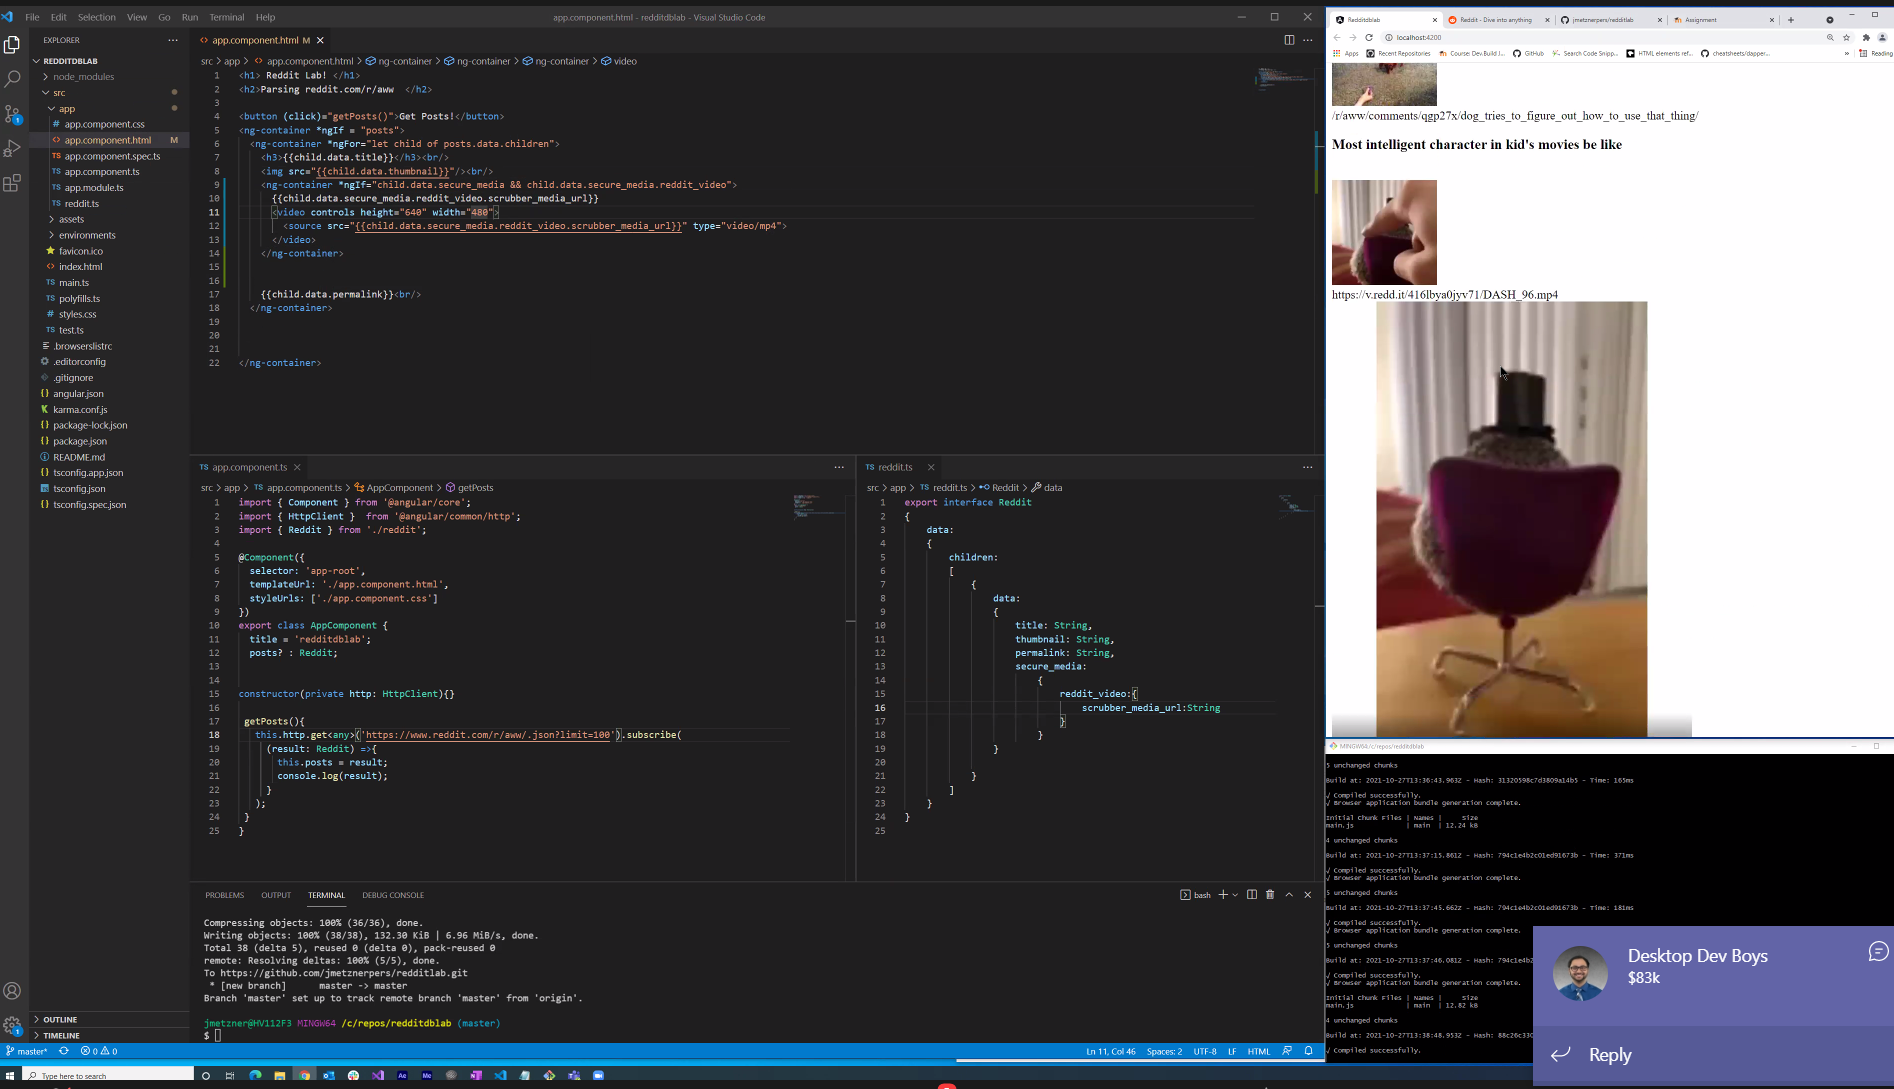 File Edit Selection View Go Run Terminal Help
app.component.html - redditdblab - Visual Studio Code
EXPLORER
REDDITDBLAB
node_modules
src
app
app.component.css
app.component.html M
app.component.spec.ts
app.component.ts
app.module.ts
reddit.ts
assets
environments
favicon.ico
index.html
main.ts
polyfills.ts
styles.css
test.ts
.browserslistrc
.editorconfig
.gitignore
angular.json
karma.conf.js
package-lock.json
package.json
README.md
tsconfig.app.json
tsconfig.json
tsconfig.spec.json
OUTLINE
TIMELINE
app.component.html M
src > app > app.component.html > ng-container > ng-container > ng-container > video
1 <h1> Reddit Lab! </h1>
2 <h2>Parsing reddit.com/r/aww </h2>
3
4 <button (click)="getPosts()">Get Posts!</button>
5 <ng-container *ngIf = "posts">
6 <ng-container *ngFor="let child of posts.data.children">
7 <h3>{{child.data.title}}</h3><br/>
8 <img src="{{child.data.thumbnail}}"/><br/>
9 <ng-container *ngIf="child.data.secure_media && child.data.secure_media.reddit_video">
10 {{child.data.secure_media.reddit_video.scrubber_media_url}}
11 <video controls height="640" width="480">
12 <source src="{{child.data.secure_media.reddit_video.scrubber_media_url}}" type="video/mp4">
13 </video>
14 </ng-container>
15
16
17 {{child.data.permalink}}<br/>
18 </ng-container>
19
20
21
22 </ng-container>
app.component.ts
src > app > app.component.ts > AppComponent > getPosts
1 import { Component } from '@angular/core';
2 import { HttpClient } from '@angular/common/http';
3 import { Reddit } from './reddit';
4
5 @Component({
6 selector: 'app-root',
7 templateUrl: './app.component.html',
8 styleUrls: ['./app.component.css']
9 })
10 export class AppComponent {
11 title = 'redditdblab';
12 posts? : Reddit;
13
14
15 constructor(private http: HttpClient){}
16
17 getPosts(){
18 this.http.get<any>('https://www.reddit.com/r/aww/.json?limit=100').subscribe(
19 (result: Reddit) =>{
20 this.posts = result;
21 console.log(result);
22 }
23 );
24 }
25 }
reddit.ts
src > app > reddit.ts > Reddit > data
1 export interface Reddit
2 {
3 data:
4 {
5 children:
6 [
7 {
8 data:
9 {
10 title: String,
11 thumbnail: String,
12 permalink: String,
13 secure_media:
14 {
15 reddit_video:{
16 scrubber_media_url:String
17 }
18 }
19 }
20
21 }
22 ]
23 }
24 }
25
PROBLEMS OUTPUT TERMINAL DEBUG CONSOLE
bash
Compressing objects: 100% (36/36), done.
Writing objects: 100% (38/38), 132.30 KiB | 6.96 MiB/s, done.
Total 38 (delta 5), reused 0 (delta 0), pack-reused 0
remote: Resolving deltas: 100% (5/5), done.
To https://github.com/jmetznerpers/redditlab.git
* [new branch] master -> master
Branch 'master' set up to track remote branch 'master' from 'origin'.
jmetzner@HV112F3 MINGW64 /c/repos/redditdblab (master)
$
master* 0 0
Ln 11, Col 46 Spaces: 2 UTF-8 LF HTML
Type here to search
Redditdblab
Reddit - Dive into anything
jmetznerpers/redditlab
Assignment
localhost:4200
Apps Recent Repositories Course: Dev.Build J... GitHub Search Code Snipp... HTML elements ref... cheatsheets/dapper... » Reading
/r/aww/comments/qgp27x/dog_tries_to_figure_out_how_to_use_that_thing/
Most intelligent character in kid's movies be like
https://v.redd.it/416lbya0jyv71/DASH_96.mp4
MINGW64:/c/repos/redditdblab
5 unchanged chunks
Build at: 2021-10-27T13:36:43.963Z - Hash: 31320598c7d3809a14b5 - Time: 165ms
√ Compiled successfully.
√ Browser application bundle generation complete.
Initial Chunk Files | Names | Size
main.js | main | 12.24 kB
4 unchanged chunks
Build at: 2021-10-27T13:37:15.861Z - Hash: 794c1e4b2c01ed91673b - Time: 371ms
√ Compiled successfully.
√ Browser application bundle generation complete.
5 unchanged chunks
Build at: 2021-10-27T13:37:45.662Z - Hash: 794c1e4b2c01ed91673b - Time: 181ms
√ Compiled successfully.
√ Browser application bundle generation complete.
5 unchanged chunks
Build at: 2021-10-27T13:37:46.081Z - Hash: 794c1e4b2
√ Compiled successfully.
√ Browser application bundle generation complete.
Initial Chunk Files | Names | Size
main.js | main | 12.82 kB
4 unchanged chunks
Build at: 2021-10-27T13:38:48.953Z - Hash: 88c26c330
√ Compiled successfully.
Desktop Dev Boys
$83k
Reply